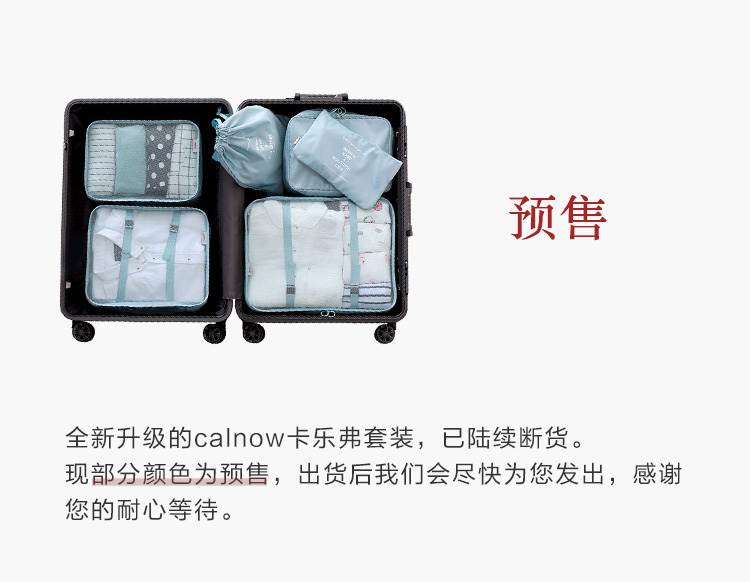 预售
全新升级的calnow卡乐弗套装，已陆续断货。
现部分颜色为预售，出货后我们会尽快为您发出，感谢
您的耐心等待。